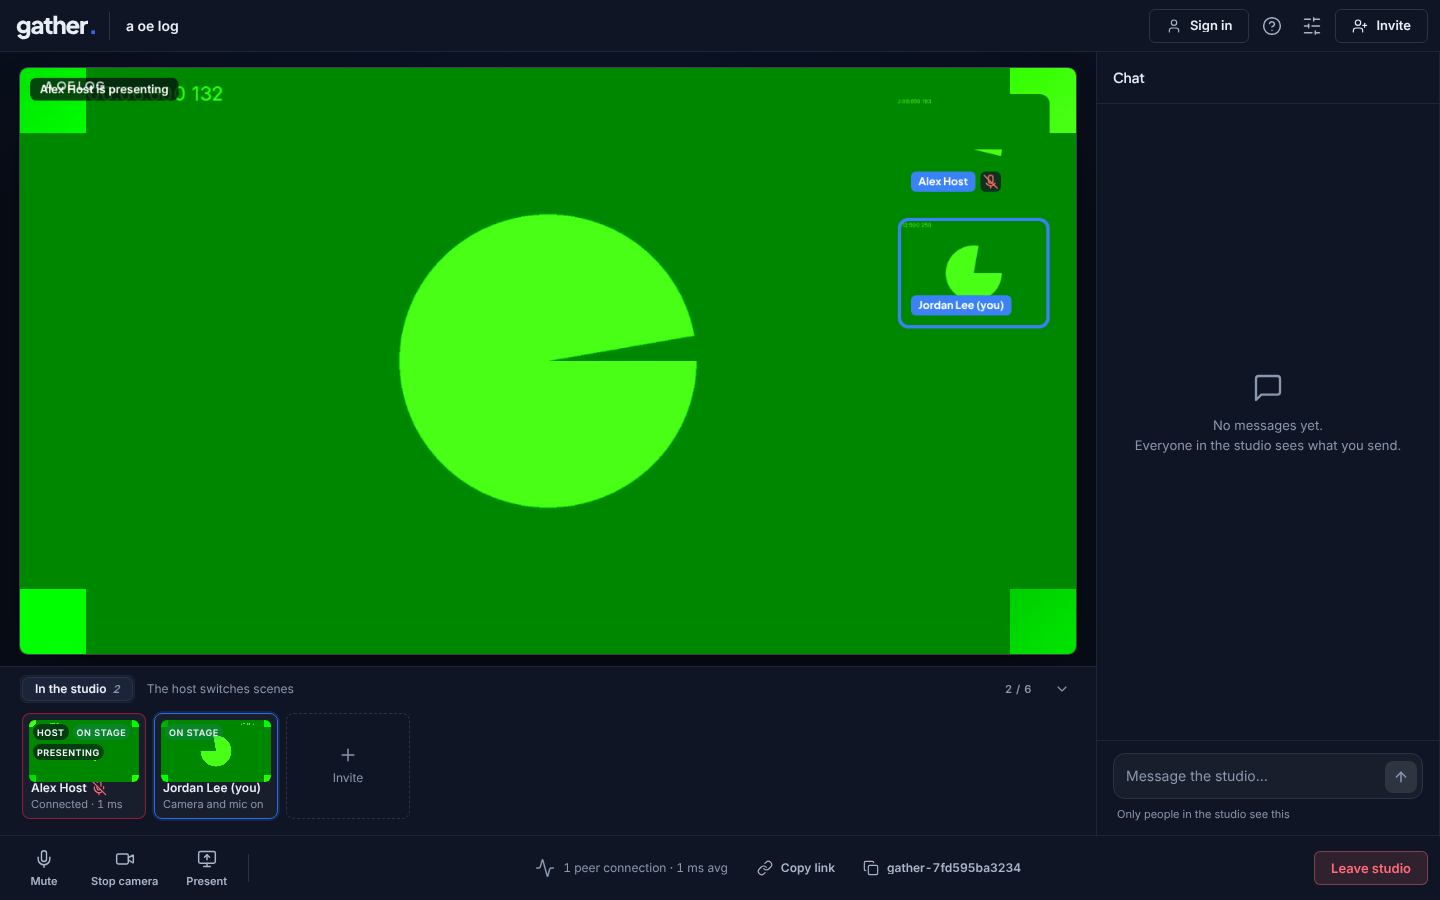 gather.
a oe log
Sign in
Invite
A OE LOG
Alex Host is presenting
0 132
Alex Host
Jordan Lee (you)
Chat
No messages yet.
Everyone in the studio sees what you send.
In the studio 2
The host switches scenes
2 / 6
HOST
ON STAGE
PRESENTING
Alex Host
Connected · 1 ms
ON STAGE
Jordan Lee (you)
Camera and mic on
Invite
Message the studio...
Only people in the studio see this
Mute
Stop camera
Present
1 peer connection · 1 ms avg
Copy link
gather-7fd595ba3234
Leave studio